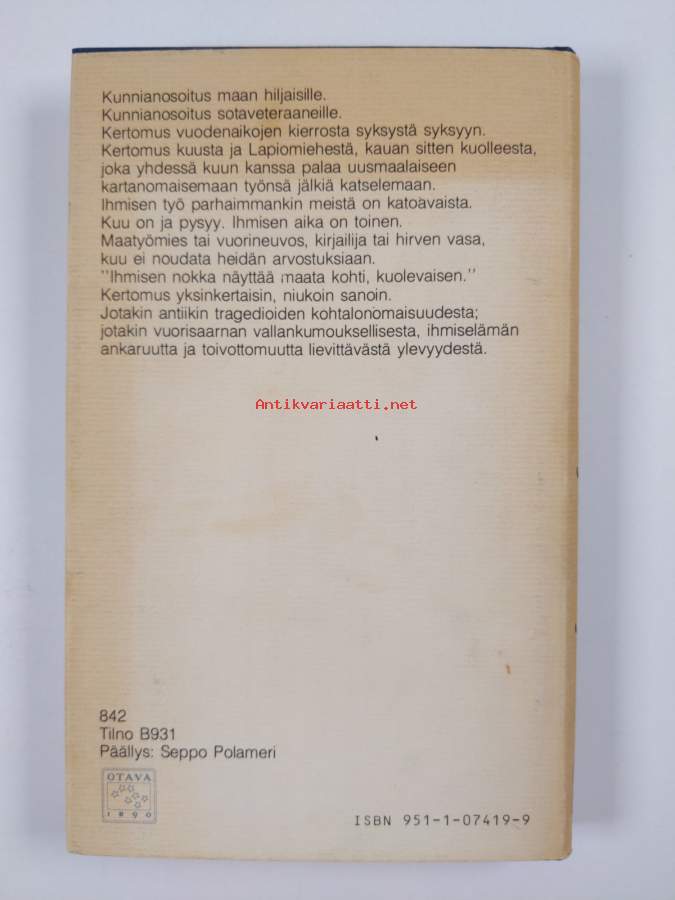 Kunnianosoitus maan hiljaisille.
Kunnianosoitus sotaveteraaneille.
Kertomus vuodenaikojen kierrosta syksystä syksyyn.
Kertomus kuusta ja Lapiomiehestä, kauan sitten kuolleesta,
joka yhdessä kuun kanssa palaa uusmaalaiseen
kartanomaisemaan työnsä jälkiä katselemaan.
Ihmisen työ parhaimmankin meistä on katoavaista.
Kuu on ja pysyy. Ihmisen aika on toinen.
Maatyömies tai vuorineuvos, kirjailija tai hirven vasa,
kuu ei noudata heidän arvostuksiaan.
"Ihmisen nokka näyttää maata kohti, kuolevaisen."
Kertomus yksinkertaisin, niukoin sanoin.
Jotakin antiikin tragedioiden kohtalonomaisuudesta;
jotakin vuorisaarnan vallankumouksellisesta, ihmiselämän
ankaruutta ja toivottomuutta lievittävästä ylevyydestä.
Antikvariaatti.net
842
Tilno B931
Päällys: Seppo Polameri
OTAVA
1890
ISBN 951-1-07419-9